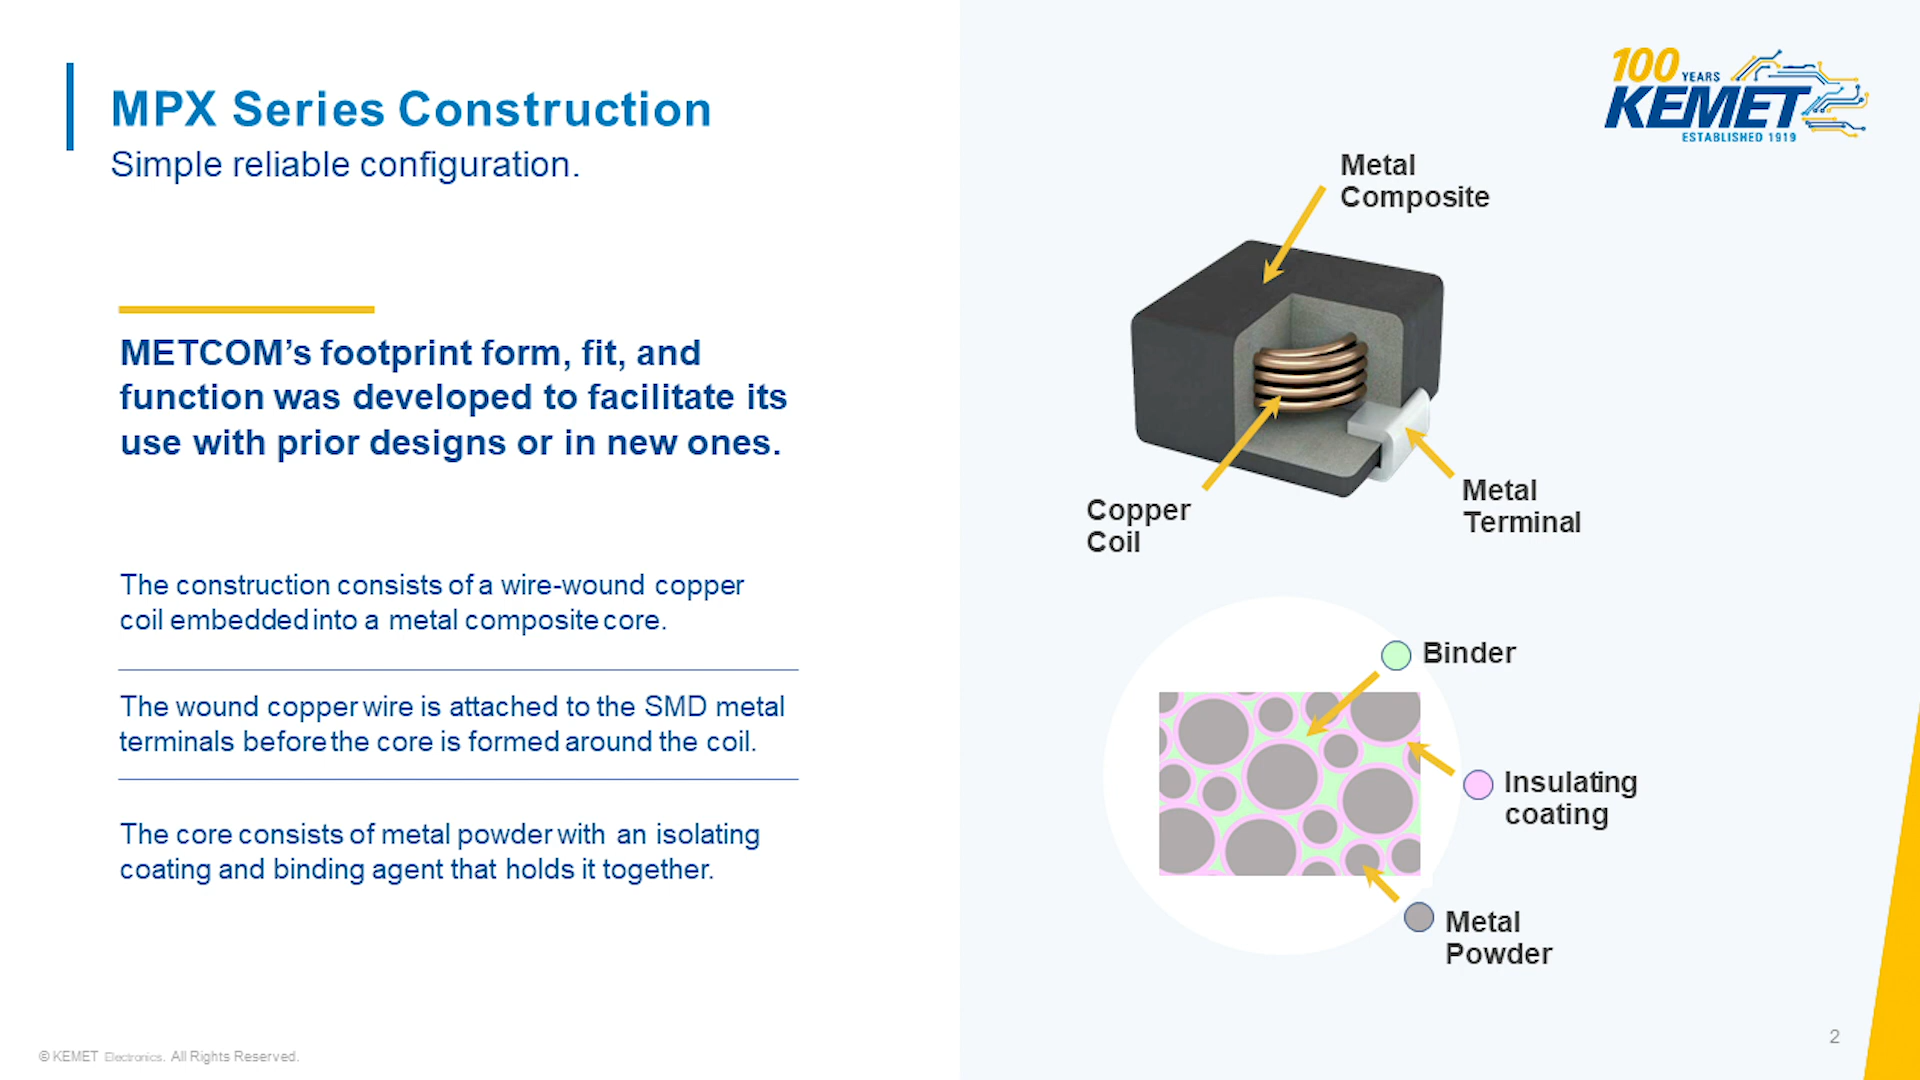 MPX Series Construction
Simple reliable configuration.
METCOM’s footprint form, fit, and
function was developed to facilitate its
use with prior designs or in new ones.
The construction consists of a wire-wound copper
coil embedded into a metal composite core.
The wound copper wire is attached to the SMD metal
terminals before the core is formed around the coil.
The core consists of metal powder with an isolating
coating and binding agent that holds it together.
© KEMET Electronics. All Rights Reserved.
100 YEARS
KEMET
ESTABLISHED 1919
Metal
Composite
Copper
Coil
Metal
Terminal
Binder
Insulating
coating
Metal
Powder
2